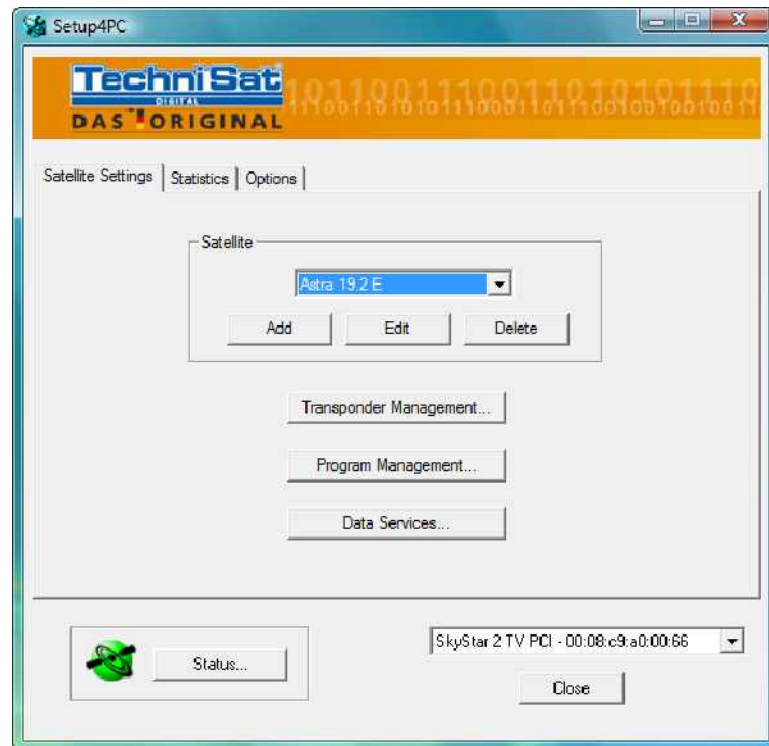 Setup4PC
TechniSat
DIGITAL
DAS ORIGINAL
Satellite Settings Statistics Options
Satellite
Astra 19,2 E
Add Edit Delete
Transponder Management...
Program Management...
Data Services...
SkyStar 2 TV PCI - 00:08:c9:a0:00:66
Status...
Close